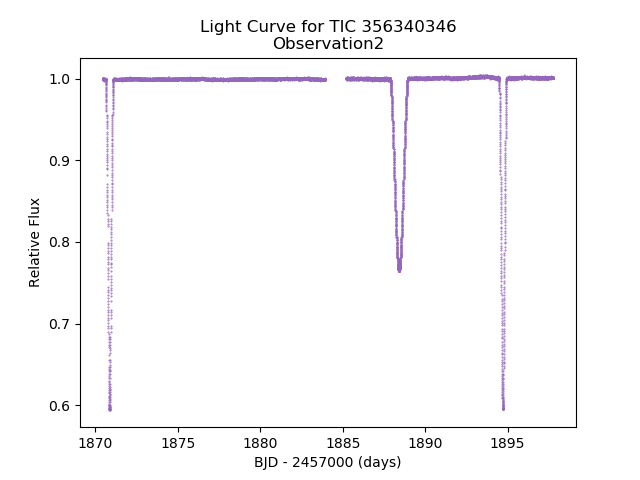 Light Curve for TIC 356340346
Observation2
1.0
0.9
0.8
0.7
0.6
Relative Flux
1870
1875
1880
1885
1890
1895
BJD - 2457000 (days)